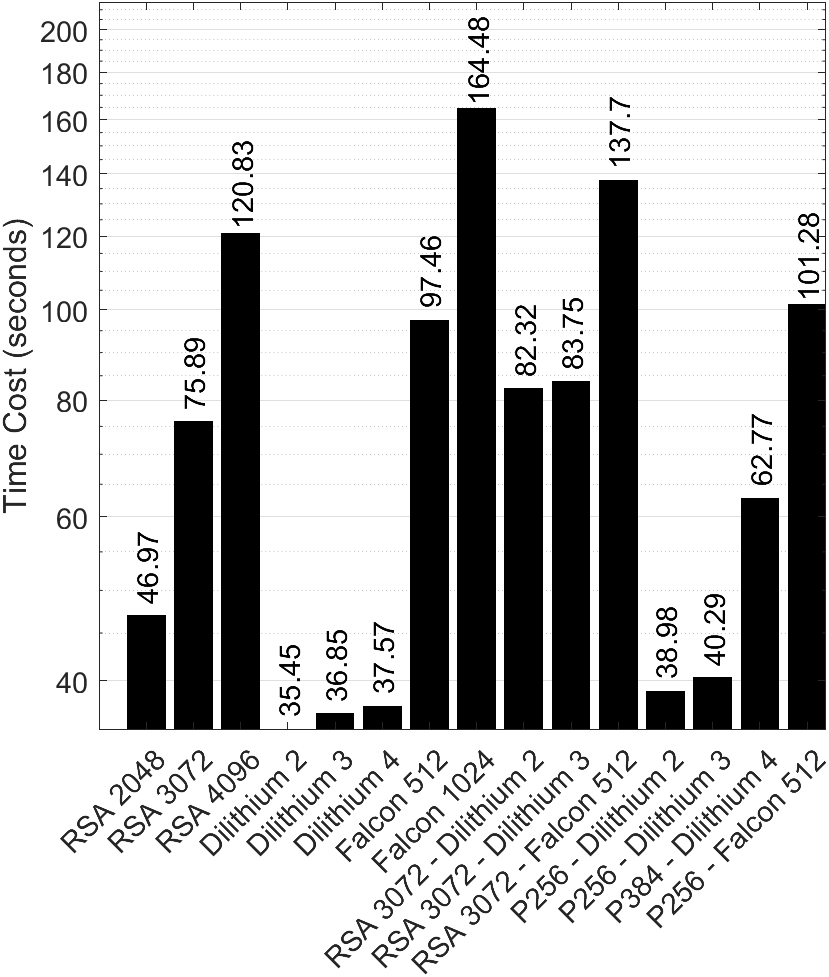 Time Cost (seconds)
200
180
160
140
120
100
80
60
40
46.97
75.89
120.83
35.45
36.85
37.57
97.46
164.48
82.32
83.75
137.7
38.98
40.29
62.77
101.28
RSA 2048
RSA 3072
RSA 4096
Dilithium 2
Dilithium 3
Dilithium 4
Falcon 512
Falcon 1024
RSA 3072 - Dilithium 2
RSA 3072 - Dilithium 3
RSA 3072 - Falcon 512
P256 - Dilithium 2
P256 - Dilithium 3
P384 - Dilithium 4
P256 - Falcon 512